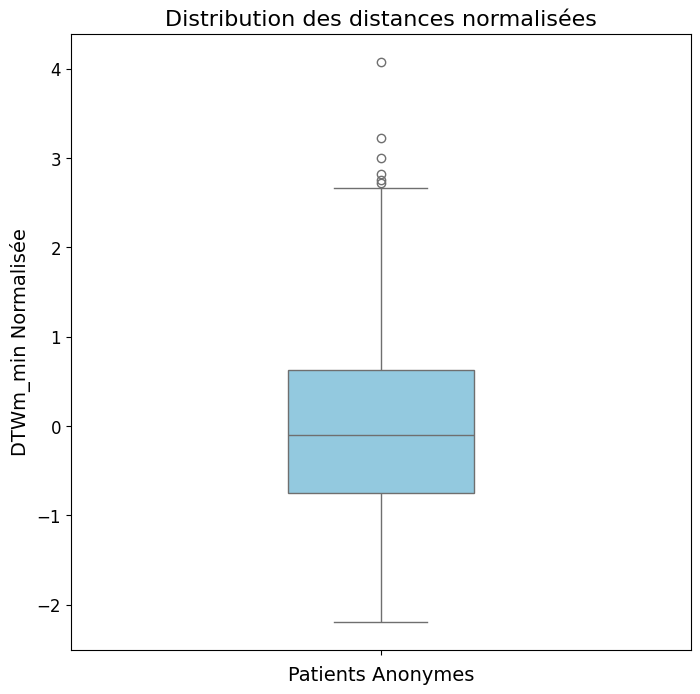 Distribution des distances normalisées
DTWm_min Normalisée
4
3
2
1
0
−1
−2
Patients Anonymes